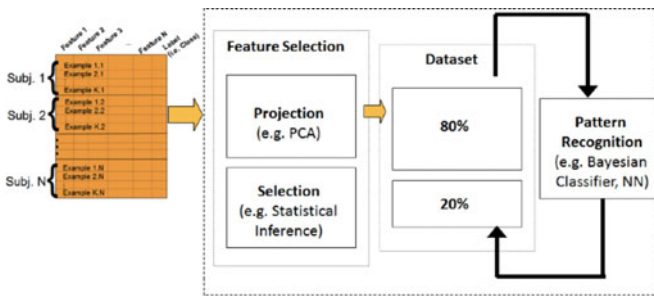 Feature 1
Feature 2
Feature 3
...
Feature N
Label
(i.e., Class)
Subj. 1
Example 1.1
Example 2.1
Example K.1
Subj. 2
Example 1.2
Example 2.2
Example K.2
Subj. N
Example 1.N
Example 2.N
Example K.N
Feature Selection
Projection
(e.g. PCA)
Selection
(e.g. Statistical
Inference)
Dataset
80%
20%
Pattern
Recognition
(e.g. Bayesian
Classifier, NN)